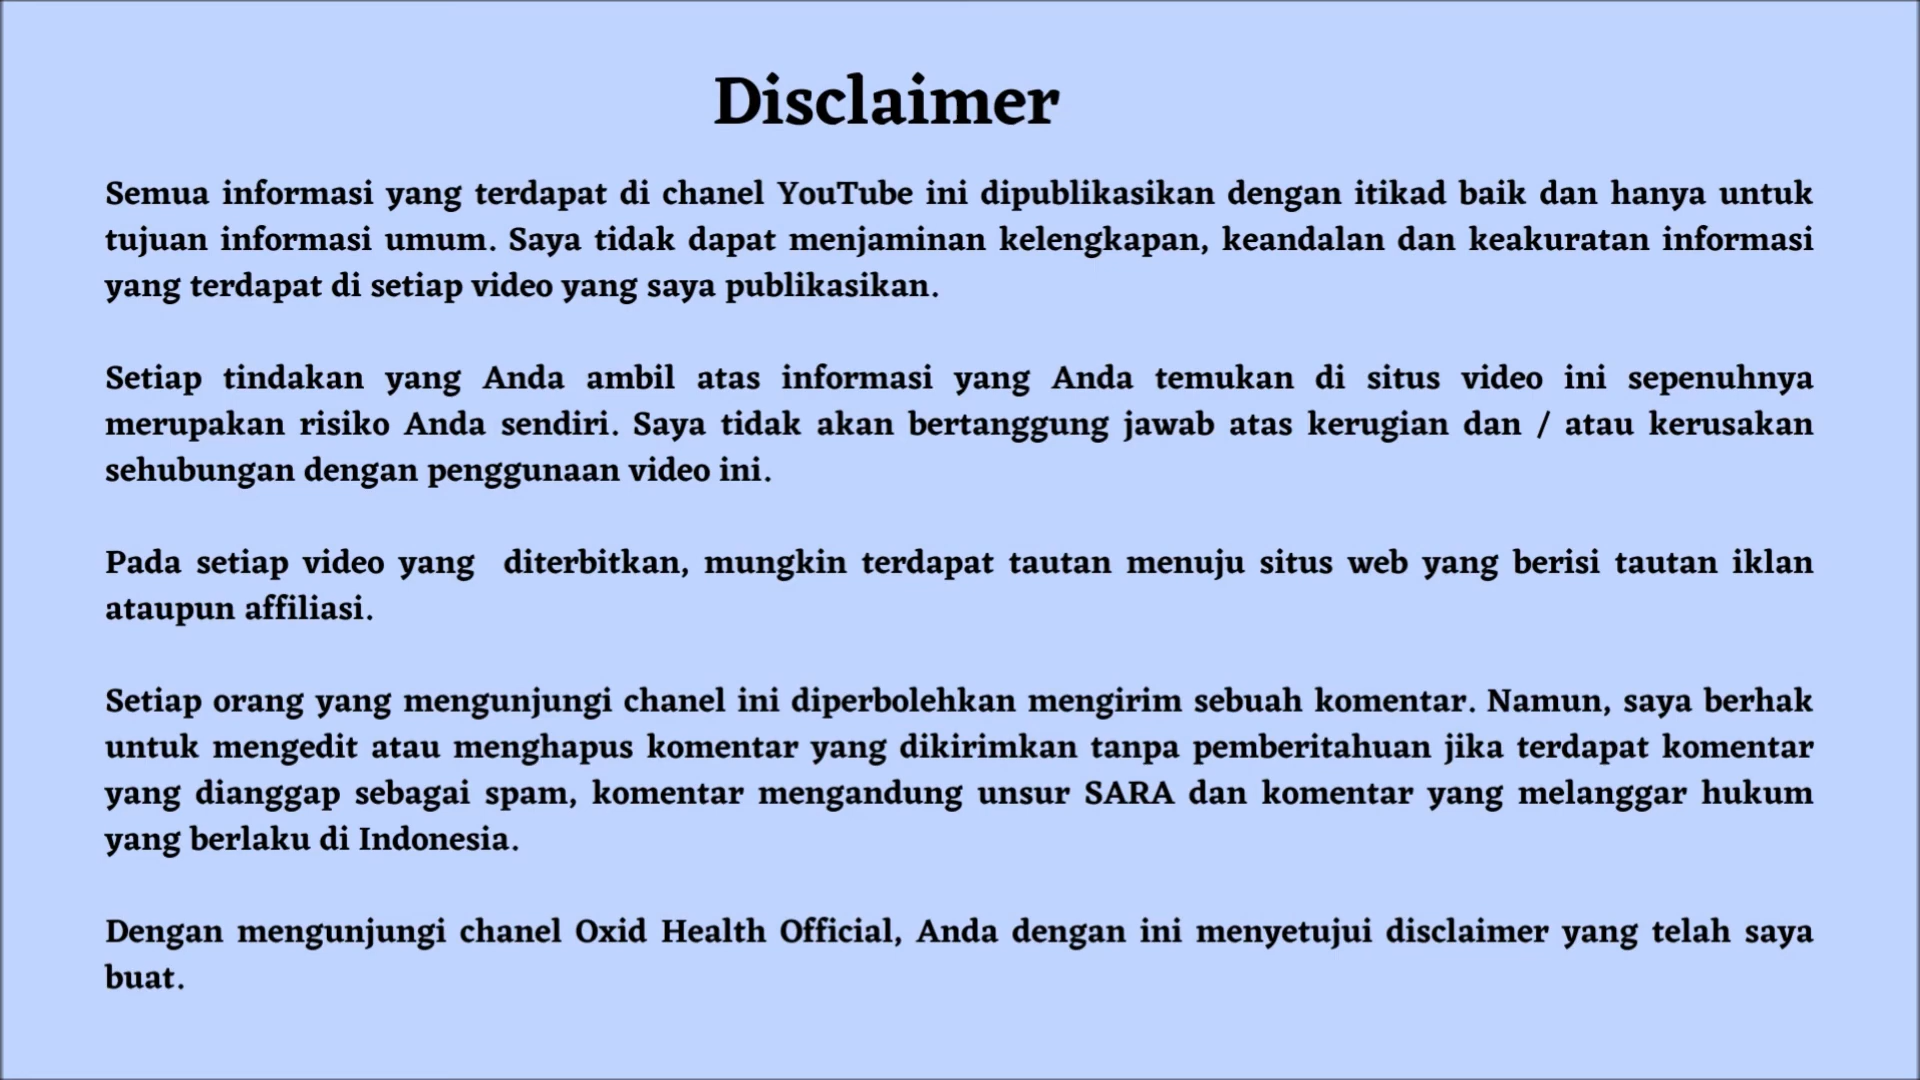 Disclaimer
Semua informasi yang terdapat di chanel YouTube ini dipublikasikan dengan itikad baik dan hanya untuk
tujuan informasi umum. Saya tidak dapat menjaminan kelengkapan, keandalan dan keakuratan informasi
yang terdapat di setiap video yang saya publikasikan.
Setiap tindakan yang Anda ambil atas informasi yang Anda temukan di situs video ini sepenuhnya
merupakan risiko Anda sendiri. Saya tidak akan bertanggung jawab atas kerugian dan / atau kerusakan
sehubungan dengan penggunaan video ini.
Pada setiap video yang  diterbitkan, mungkin terdapat tautan menuju situs web yang berisi tautan iklan
ataupun affiliasi.
Setiap orang yang mengunjungi chanel ini diperbolehkan mengirim sebuah komentar. Namun, saya berhak
untuk mengedit atau menghapus komentar yang dikirimkan tanpa pemberitahuan jika terdapat komentar
yang dianggap sebagai spam, komentar mengandung unsur SARA dan komentar yang melanggar hukum
yang berlaku di Indonesia.
Dengan mengunjungi chanel Oxid Health Official, Anda dengan ini menyetujui disclaimer yang telah saya
buat.